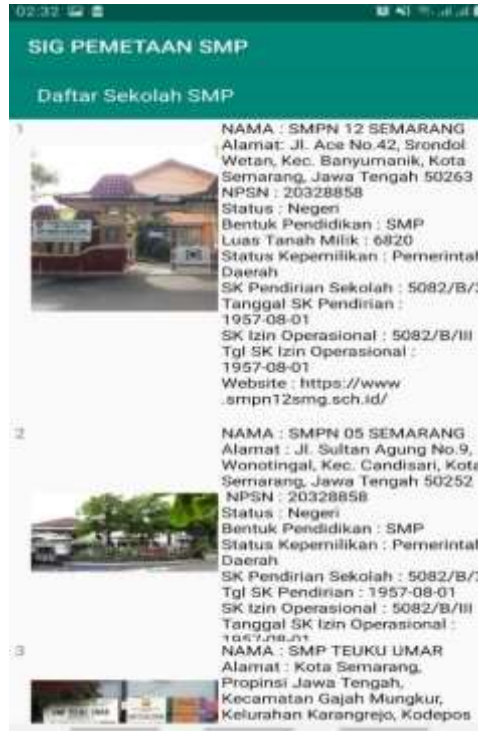 02:32
SIG PEMETAAN SMP
Daftar Sekolah SMP
1
NAMA : SMPN 12 SEMARANG
Alamat: Jl. Ace No.42, Srondol
Wetan, Kec. Banyumanik, Kota
Semarang, Jawa Tengah 50263
NPSN : 20328858
Status : Negeri
Bentuk Pendidikan : SMP
Luas Tanah Milik : 6820
Status Kepemilikan : Pemerintah
Daerah
SK Pendirian Sekolah : 5082/B/
Tanggal SK Pendirian :
1957-08-01
SK Izin Operasional : 5082/B/III
Tgl SK Izin Operasional :
1957-08-01
Website : https://www
.smpn12smg.sch.id/
2
NAMA : SMPN 05 SEMARANG
Alamat : Jl. Sultan Agung No.9,
Wonotingal, Kec. Candisari, Kota
Semarang, Jawa Tengah 50252
NPSN : 20328858
Status : Negeri
Bentuk Pendidikan : SMP
Status Kepemilikan : Pemerintah
Daerah
SK Pendirian Sekolah : 5082/B/
Tgl SK Pendirian : 1957-08-01
SK Izin Operasional : 5082/B/III
Tanggal SK Izin Operasional :
1957-08-01
3
NAMA : SMP TEUKU UMAR
Alamat : Kota Semarang,
Propinsi Jawa Tengah,
Kecamatan Gajah Mungkur,
Kelurahan Karangrejo, Kodepos